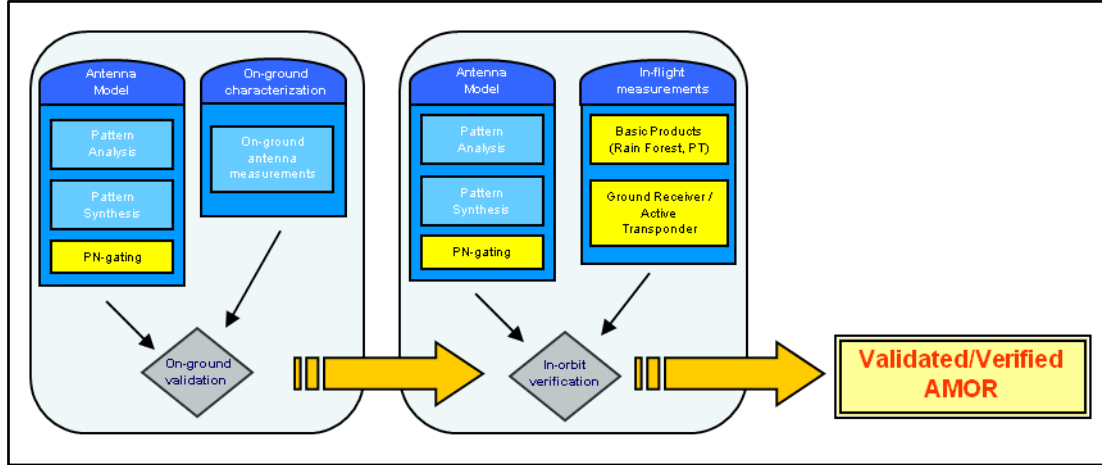 Antenna
Model
Pattern
Analysis
Pattern
Synthesis
PN-gating
On-ground
characterization
On-ground
antenna
measurements
On-ground
validation
Antenna
Model
Pattern
Analysis
Pattern
Synthesis
PN-gating
In-flight
measurements
Basic Products
(Rain Forest, PT)
Ground Receiver /
Active
Transponder
In-orbit
verification
Validated/Verified
AMOR